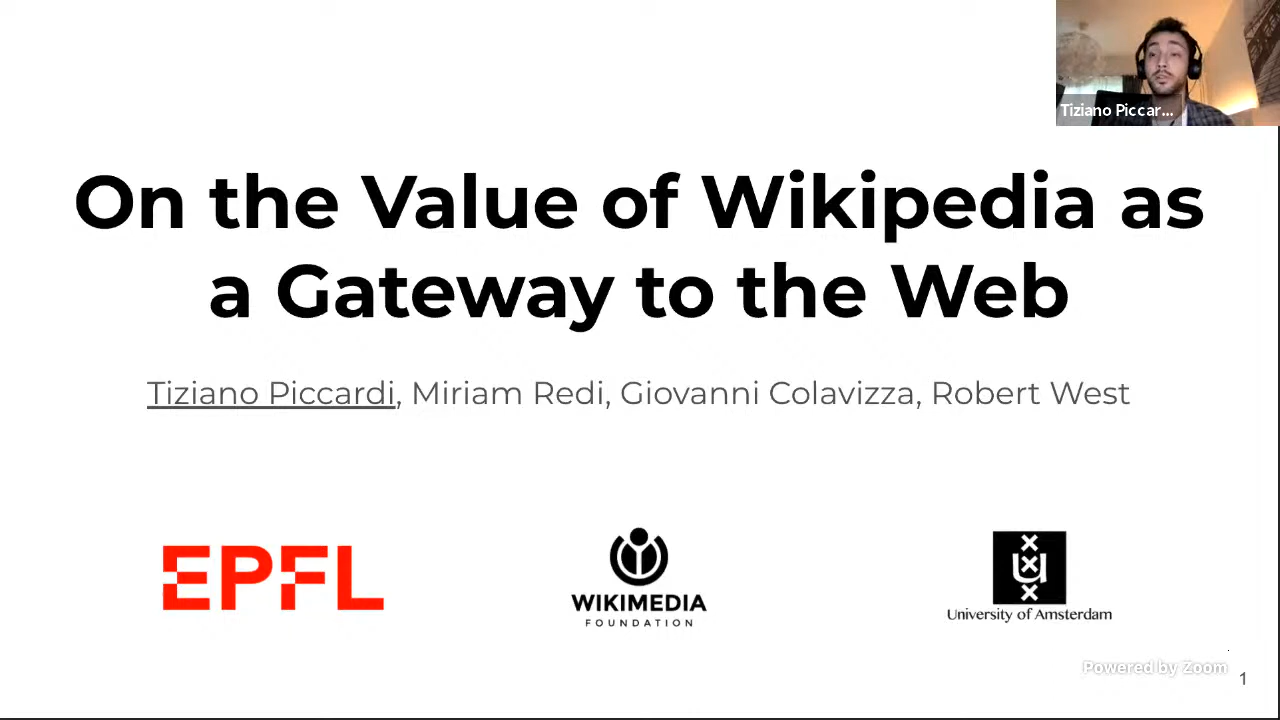 Tiziano Piccar...
On the Value of Wikipedia as
a Gateway to the Web
Tiziano Piccardi, Miriam Redi, Giovanni Colavizza, Robert West
EPFL
WIKIMEDIA
FOUNDATION
University of Amsterdam
Powered by Zoom
1